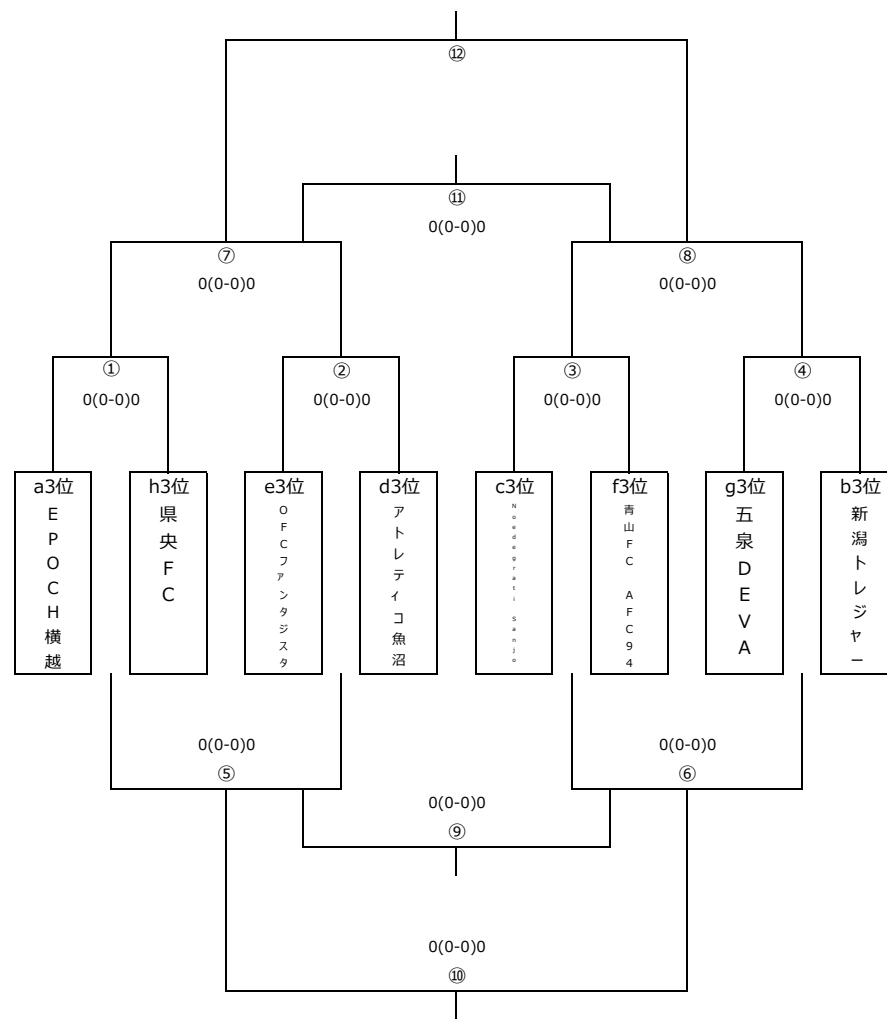 ⑫
⑪
0(0-0)0
⑦
⑧
0(0-0)0
0(0-0)0
①
②
③
④
0(0-0)0
0(0-0)0
0(0-0)0
0(0-0)0
a3位
EPOCH横越
h3位
県央FC
e3位
OFCファンタジスタ
d3位
アトレティコ魚沼
c3位
Noedegrati Sanjo
f3位
青山FC AFC94
g3位
五泉DEVA
b3位
新潟トレジャー
0(0-0)0
0(0-0)0
⑤
⑥
0(0-0)0
⑨
0(0-0)0
⑩